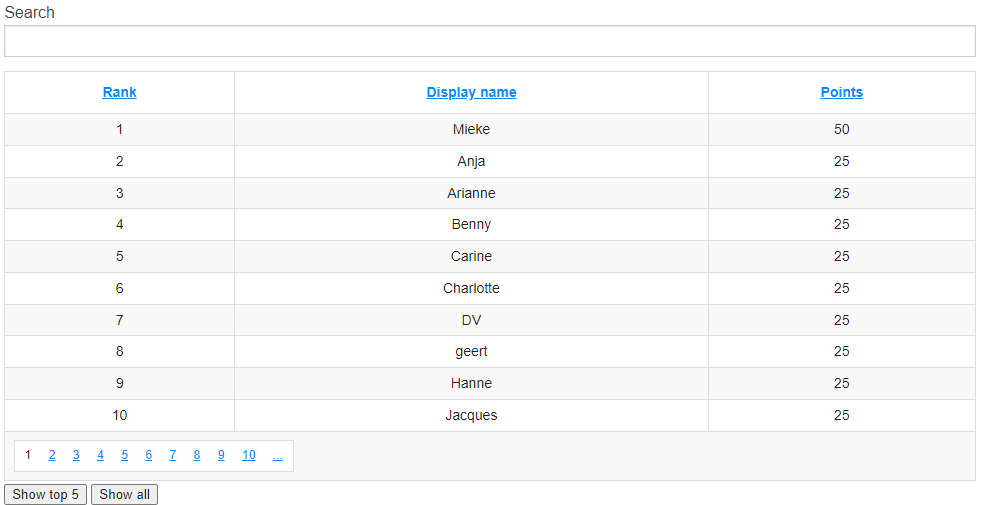 Search
Rank Display name Points
1 Mieke 50
2 Anja 25
3 Arianne 25
4 Benny 25
5 Carine 25
6 Charlotte 25
7 DV 25
8 geert 25
9 Hanne 25
10 Jacques 25
1 2 3 4 5 6 7 8 9 10 ...
Show top 5 Show all